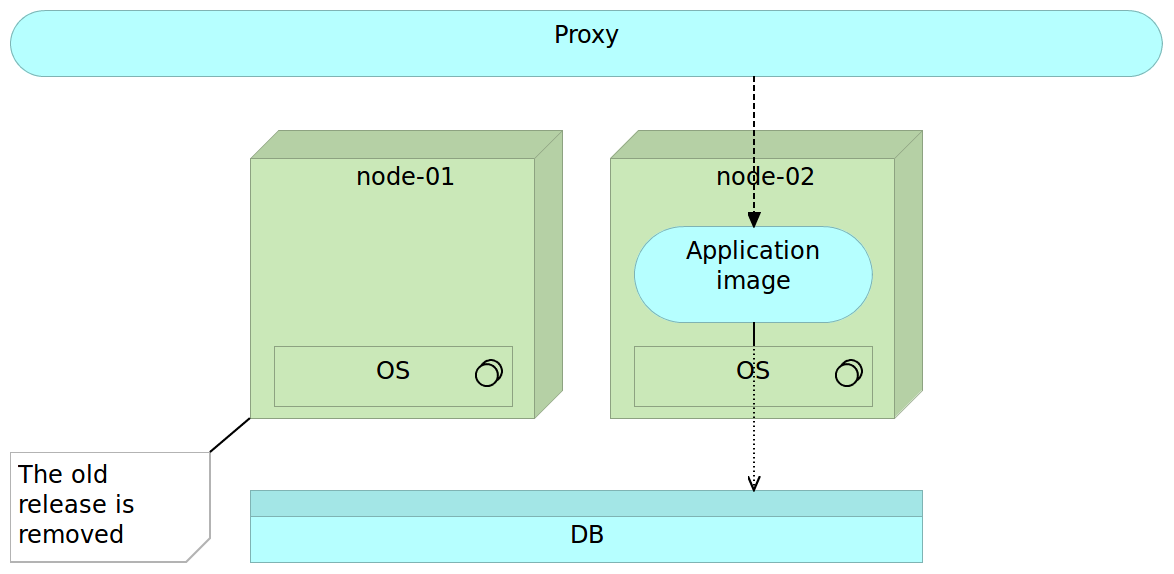 Proxy
node-01
node-02
Application
image
OS
OS
The old
release is
removed
DB